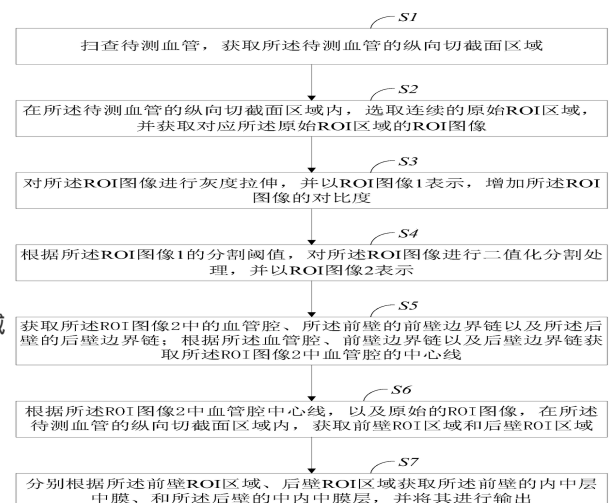 S1
扫查待测血管，获取所述待测血管的纵向切截面区域
S2
在所述待测血管的纵向切截面区域内，选取连续的原始ROI区域，
并获取对应所述原始ROI区域的ROI图像
S3
对所述ROI图像进行灰度拉伸，并以ROI图像1表示，增加所述ROI
图像的对比度
S4
根据所述ROI图像1的分割阈值，对所述ROI图像进行二值化分割处
理，并以ROI图像2表示
S5
获取所述ROI图像2中的血管腔、所述前壁的前壁边界链以及所述后
壁的后壁边界链；根据所述血管腔、前壁边界链以及后壁边界链获
取所述ROI图像2中血管腔的中心线
S6
根据所述ROI图像2中血管腔中心线，以及原始的ROI图像，在所述
待测血管的纵向切截面区域内，获取前壁ROI区域和后壁ROI区域
S7
分别根据所述前壁ROI区域、后壁ROI区域获取所述前壁的内中层
中膜、和所述后壁的中内中膜层，并将其进行输出